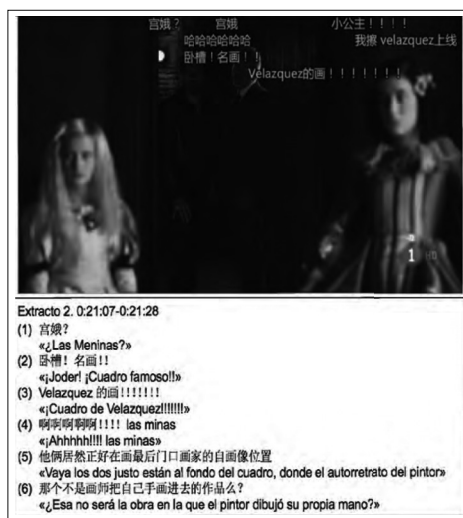 宫娥？ 宫娥 小公主！！！！
哈哈哈哈哈哈 我擦 velazquez上线
卧槽！名画！！
Velazquez的画！！！！！！！
1 HD
Extracto 2. 0:21:07-0:21:28
(1) 宫娥？
«¿Las Meninas?»
(2) 卧槽！名画!!
«¡Joder! ¡Cuadro famoso!!»
(3) Velazquez 的画!!!!!!!
«¡Cuadro de Velazquez!!!!!!!»
(4) 啊啊啊啊啊!!!! las minas
«¡Ahhhhh!!!! las minas»
(5) 他俩居然正好在画最后门口画家的自画像位置
«Vaya los dos justo están al fondo del cuadro, donde el autorretrato del pintor»
(6) 那个不是画师把自己手画进去的作品么？
«¿Esa no será la obra en la que el pintor dibujó su propia mano?»